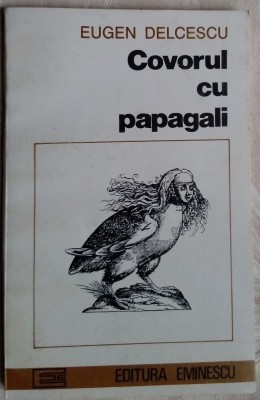 EUGEN DELCESCU
Covorul
cu
papagali
EDITURA EMINESCU